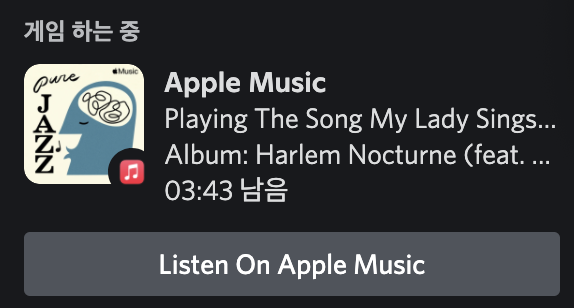 게임 하는 중
Music
pure
JAZZ
Apple Music
Playing The Song My Lady Sings...
Album: Harlem Nocturne (feat. ...
03:43 남음
Listen On Apple Music